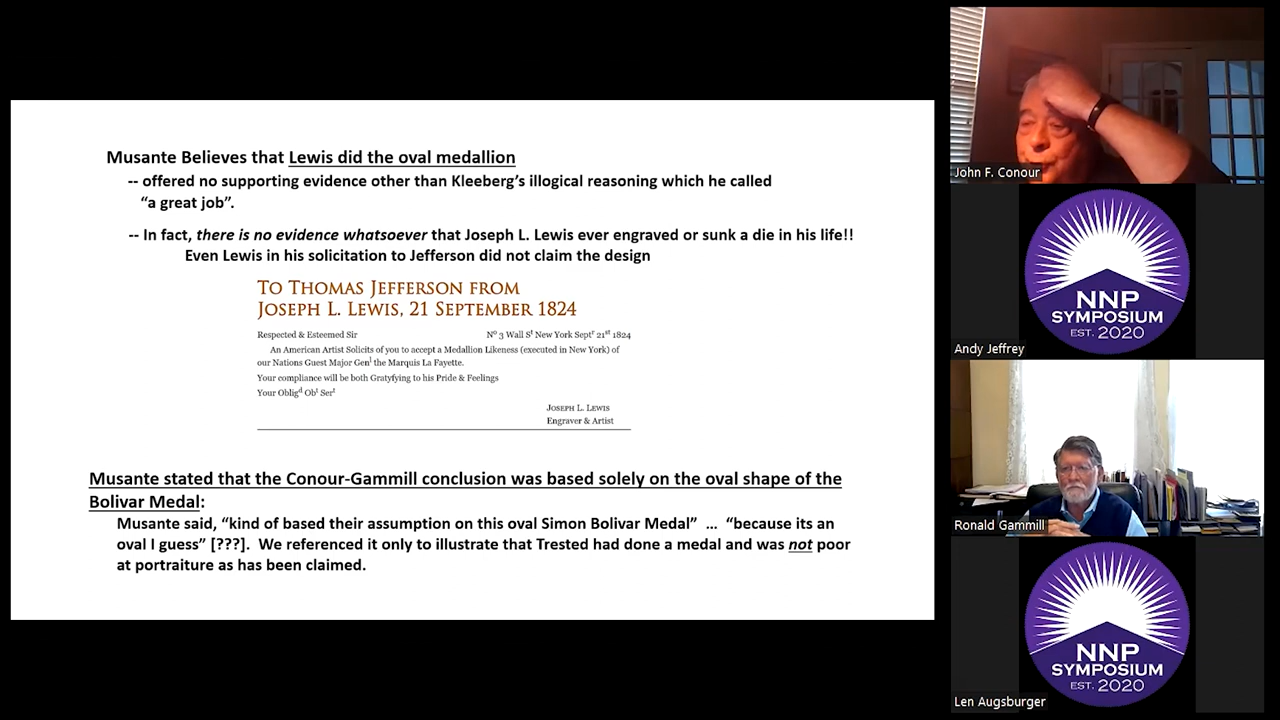 Musante Believes that Lewis did the oval medallion
-- offered no supporting evidence other than Kleeberg's illogical reasoning which he called
"a great job".
-- In fact, there is no evidence whatsoever that Joseph L. Lewis ever engraved or sunk a die in his life!!
Even Lewis in his solicitation to Jefferson did not claim the design
To Thomas Jefferson from
Joseph L. Lewis, 21 September 1824
Respected & Esteemed Sir
Nº 3 Wall Sᵗ New York Septʳ 21ˢᵗ 1824
An American Artist Solicits of you to accept a Medallion Likeness (executed in New York) of
our Nations Guest Major Genˡ the Marquis La Fayette.
Your compliance will be both Gratyfying to his Pride & Feelings
Your Obligᵈ Obᵗ Serᵗ
Joseph L. Lewis
Engraver & Artist
Musante stated that the Conour-Gammill conclusion was based solely on the oval shape of the
Bolivar Medal:
Musante said, "kind of based their assumption on this oval Simon Bolivar Medal" … "because its an
oval I guess" [???]. We referenced it only to illustrate that Trested had done a medal and was not poor
at portraiture as has been claimed.
John F. Conour
NNP
SYMPOSIUM
EST. 2020
Andy Jeffrey
Ronald Gammill
NNP
SYMPOSIUM
EST. 2020
Len Augsburger